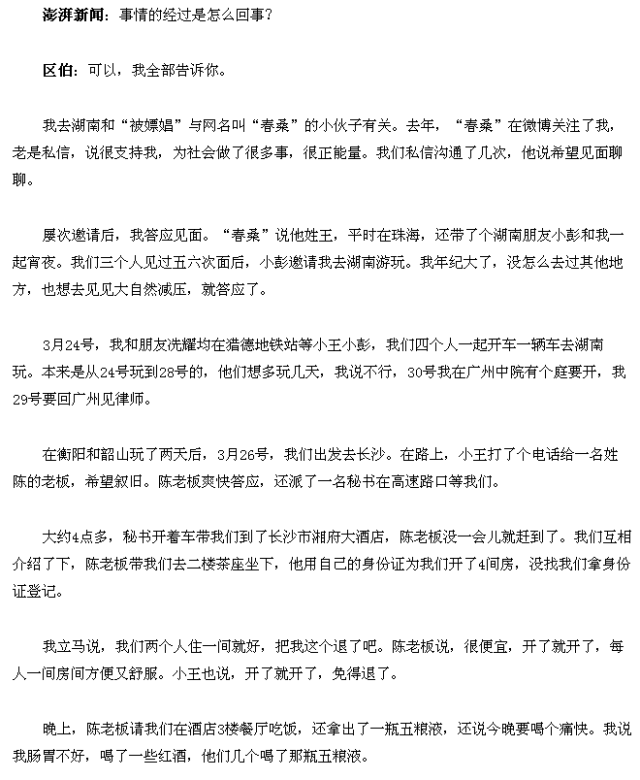 澎湃新闻：事情的经过是怎么回事？
区伯：可以，我全部告诉你。
我去湖南和“被嫖娼”与网名叫“春桑”的小伙子有关。去年，“春桑”在微博关注了我，
老是私信，说很支持我，为社会做了很多事，很正能量。我们私信沟通了几次，他说希望见面聊
聊。
屡次邀请后，我答应见面。“春桑”说他姓王，平时在珠海，还带了个湖南朋友小彭和我一
起宵夜。我们三个人见过五六次面后，小彭邀请我去湖南游玩。我年纪大了，没怎么去过其他地
方，也想去见见大自然减压，就答应了。
3月24号，我和朋友冼耀均在猎德地铁站等小王小彭，我们四个人一起开车一辆车去湖南
玩。本来是从24号玩到28号的，他们想多玩几天，我说不行，30号我在广州中院有个庭要开，我
29号要回广州见律师。
在衡阳和韶山玩了两天后，3月26号，我们出发去长沙。在路上，小王打了个电话给一名姓
陈的老板，希望叙旧。陈老板爽快答应，还派了一名秘书在高速路口等我们。
大约4点多，秘书开着车带我们到了长沙市湘府大酒店，陈老板没一会儿就赶到了。我们互相
介绍了下，陈老板带我们去二楼茶座坐下，他用自己的身份证为我们开了4间房，没找我们拿身份
证登记。
我立马说，我们两个人住一间就好，把我这个退了吧。陈老板说，很便宜，开了就开了，每
人一间房间方便又舒服。小王也说，开了就开了，免得退了。
晚上，陈老板请我们在酒店3楼餐厅吃饭，还拿出了一瓶五粮液，还说今晚要喝个痛快。我说
我肠胃不好，喝了一些红酒，他们几个喝了那瓶五粮液。